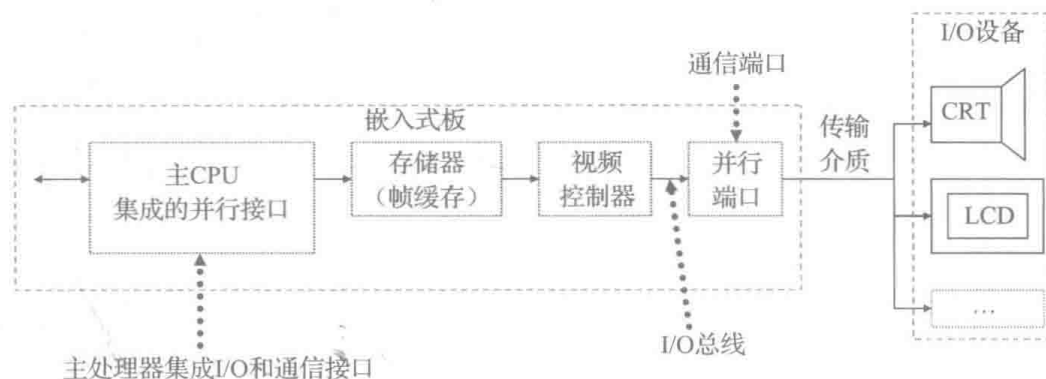 I/O设备
通信端口
CRT
嵌入式板
传输
介质
主CPU
集成的并行接口
存储器
（帧缓存）
视频
控制器
并行
端口
LCD
...
I/O总线
主处理器集成I/O和通信接口